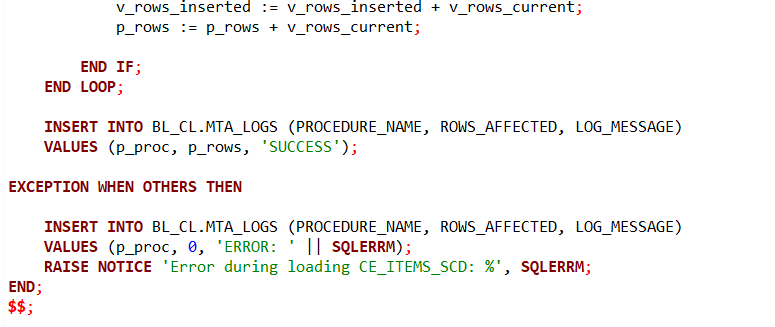 v_rows_inserted := v_rows_inserted + v_rows_current;
p_rows := p_rows + v_rows_current;
END IF;
END LOOP;
INSERT INTO BL_CL.MTA_LOGS (PROCEDURE_NAME, ROWS_AFFECTED, LOG_MESSAGE)
VALUES (p_proc, p_rows, 'SUCCESS');
EXCEPTION WHEN OTHERS THEN
INSERT INTO BL_CL.MTA_LOGS (PROCEDURE_NAME, ROWS_AFFECTED, LOG_MESSAGE)
VALUES (p_proc, 0, 'ERROR: ' || SQLERRM);
RAISE NOTICE 'Error during loading CE_ITEMS_SCD: %', SQLERRM;
END;
$$;